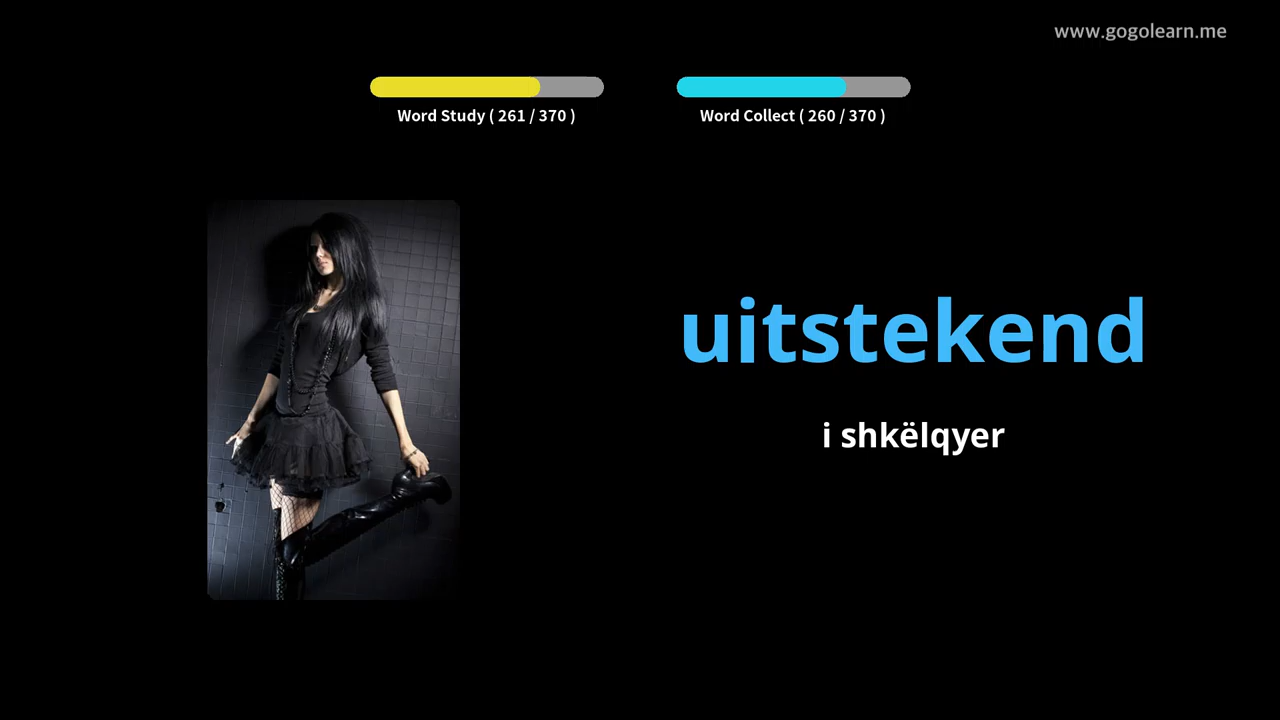 www.gogolearn.me
Word Study ( 261 / 370 )
Word Collect ( 260 / 370 )
uitstekend
i shkëlqyer